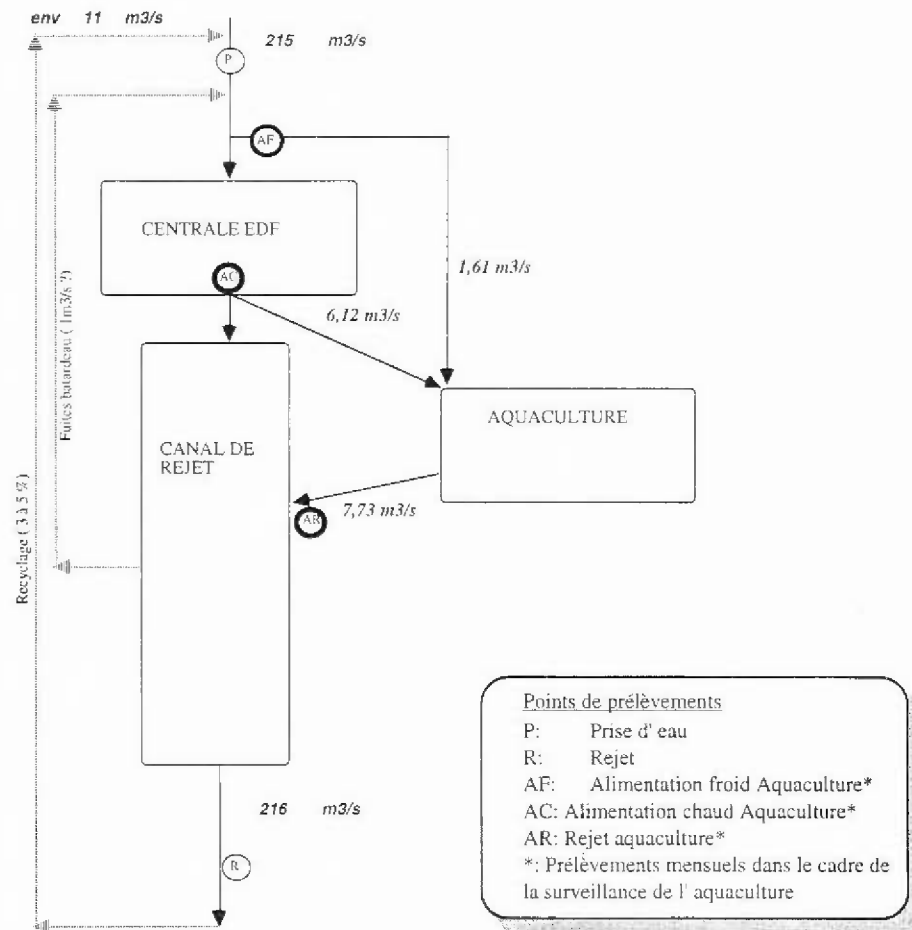 env 11 m3/s
215 m3/s
P
AF
CENTRALE EDF
AC
1,61 m3/s
6,12 m3/s
Fuites batardeau ( 1m3/s ?)
AQUACULTURE
CANAL DE
REJET
7,73 m3/s
AR
Recyclage ( 3 à 5 %)
216 m3/s
R
Points de prélèvements
P: Prise d' eau
R: Rejet
AF: Alimentation froid Aquaculture*
AC: Alimentation chaud Aquaculture*
AR: Rejet aquaculture*
*: Prélèvements mensuels dans le cadre de
la surveillance de l' aquaculture